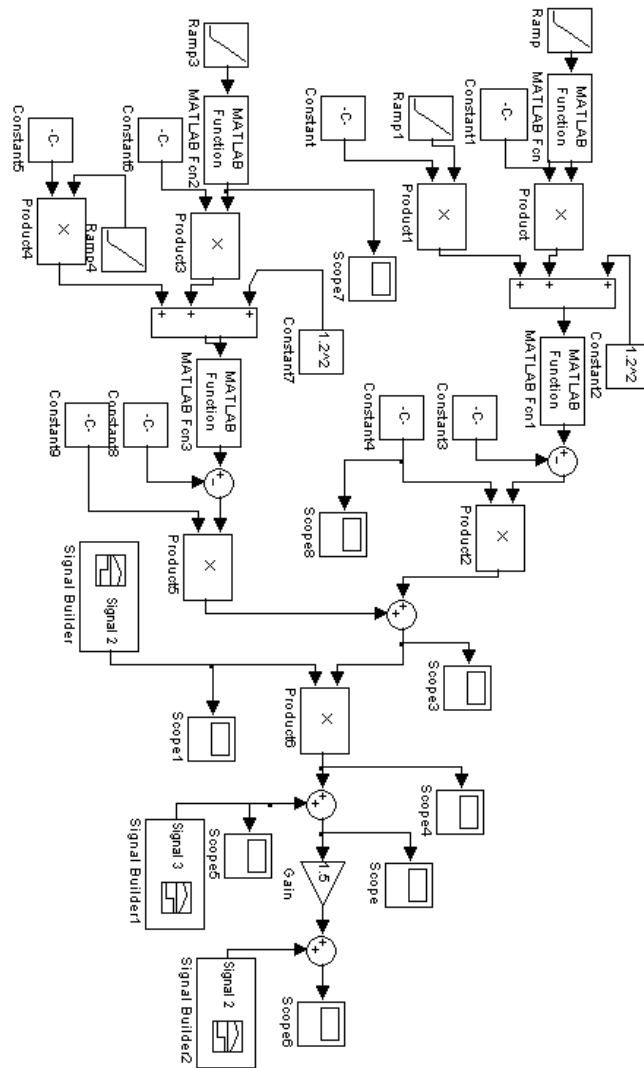 1.2^2
Constant2
Ramp
MATLAB
Function
MATLAB Fcn
×
Product
+
+
+
MATLAB
Function
MATLAB Fcn1
+
-
-C-
Constant1
Ramp1
×
Product1
-C-
Constant3
×
Product2
-C-
Constant
-C-
Constant4
Scope8
Scope7
Scope3
Scope4
Scope
+
+
1.2^2
Constant7
Ramp3
MATLAB
Function
MATLAB Fcn2
×
Product3
+
+
+
MATLAB
Function
MATLAB Fcn3
+
-
×
Product6
+
+
1.5
Gain
+
+
Scope6
-C-
Constant6
-C-
Constant8
×
Product5
Scope1
Scope5
Ramp4
-C-
Constant5
×
Product4
-C-
Constant9
Signal 2
Signal Builder
Signal 3
Signal Builder1
Signal 2
Signal Builder2